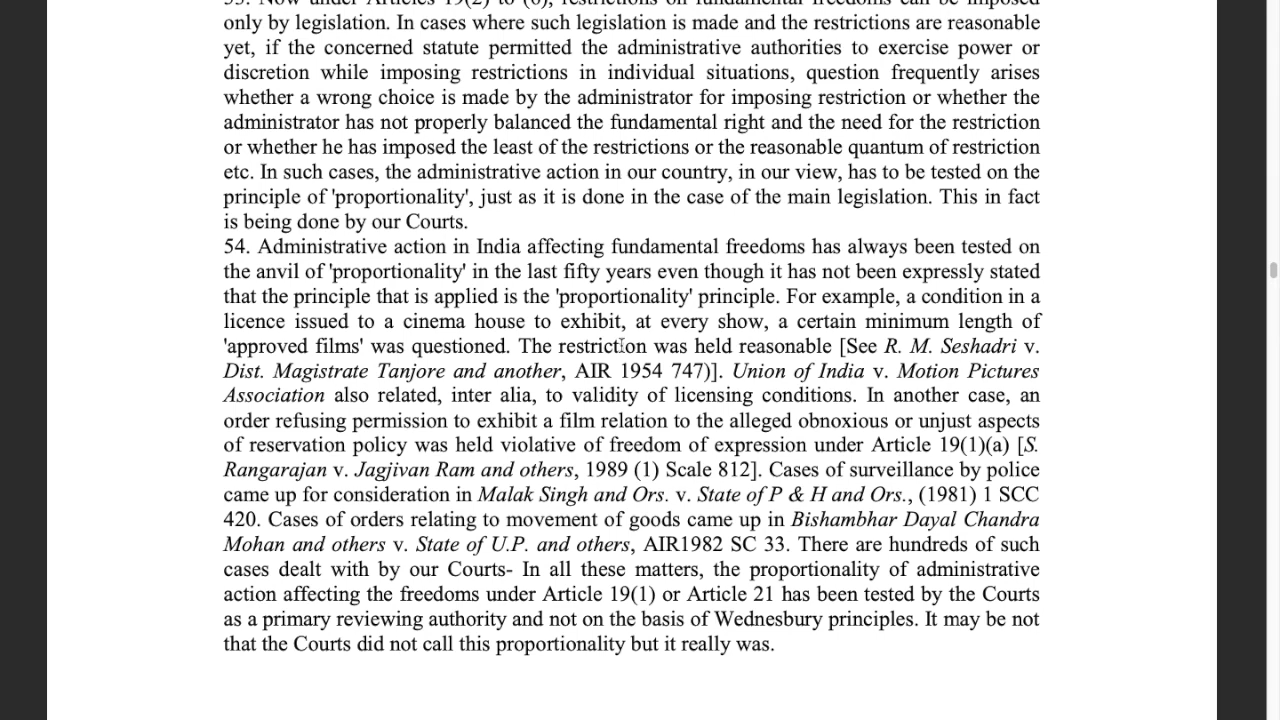 53. Now under Articles 19(2) to (6), restrictions on fundamental freedoms can be imposed
only by legislation. In cases where such legislation is made and the restrictions are reasonable
yet, if the concerned statute permitted the administrative authorities to exercise power or
discretion while imposing restrictions in individual situations, question frequently arises
whether a wrong choice is made by the administrator for imposing restriction or whether the
administrator has not properly balanced the fundamental right and the need for the restriction
or whether he has imposed the least of the restrictions or the reasonable quantum of restriction
etc. In such cases, the administrative action in our country, in our view, has to be tested on the
principle of 'proportionality', just as it is done in the case of the main legislation. This in fact
is being done by our Courts.
54. Administrative action in India affecting fundamental freedoms has always been tested on
the anvil of 'proportionality' in the last fifty years even though it has not been expressly stated
that the principle that is applied is the 'proportionality' principle. For example, a condition in a
licence issued to a cinema house to exhibit, at every show, a certain minimum length of
'approved films' was questioned. The restriction was held reasonable [See R. M. Seshadri v.
Dist. Magistrate Tanjore and another, AIR 1954 747)]. Union of India v. Motion Pictures
Association also related, inter alia, to validity of licensing conditions. In another case, an
order refusing permission to exhibit a film relation to the alleged obnoxious or unjust aspects
of reservation policy was held violative of freedom of expression under Article 19(1)(a) [S.
Rangarajan v. Jagjivan Ram and others, 1989 (1) Scale 812]. Cases of surveillance by police
came up for consideration in Malak Singh and Ors. v. State of P & H and Ors., (1981) 1 SCC
420. Cases of orders relating to movement of goods came up in Bishambhar Dayal Chandra
Mohan and others v. State of U.P. and others, AIR1982 SC 33. There are hundreds of such
cases dealt with by our Courts- In all these matters, the proportionality of administrative
action affecting the freedoms under Article 19(1) or Article 21 has been tested by the Courts
as a primary reviewing authority and not on the basis of Wednesbury principles. It may be not
that the Courts did not call this proportionality but it really was.